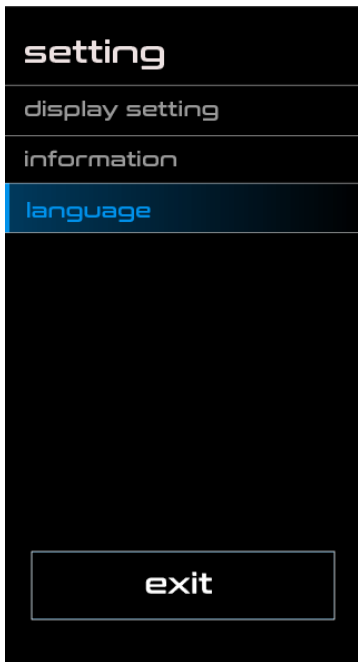 setting
display setting
information
language
exit